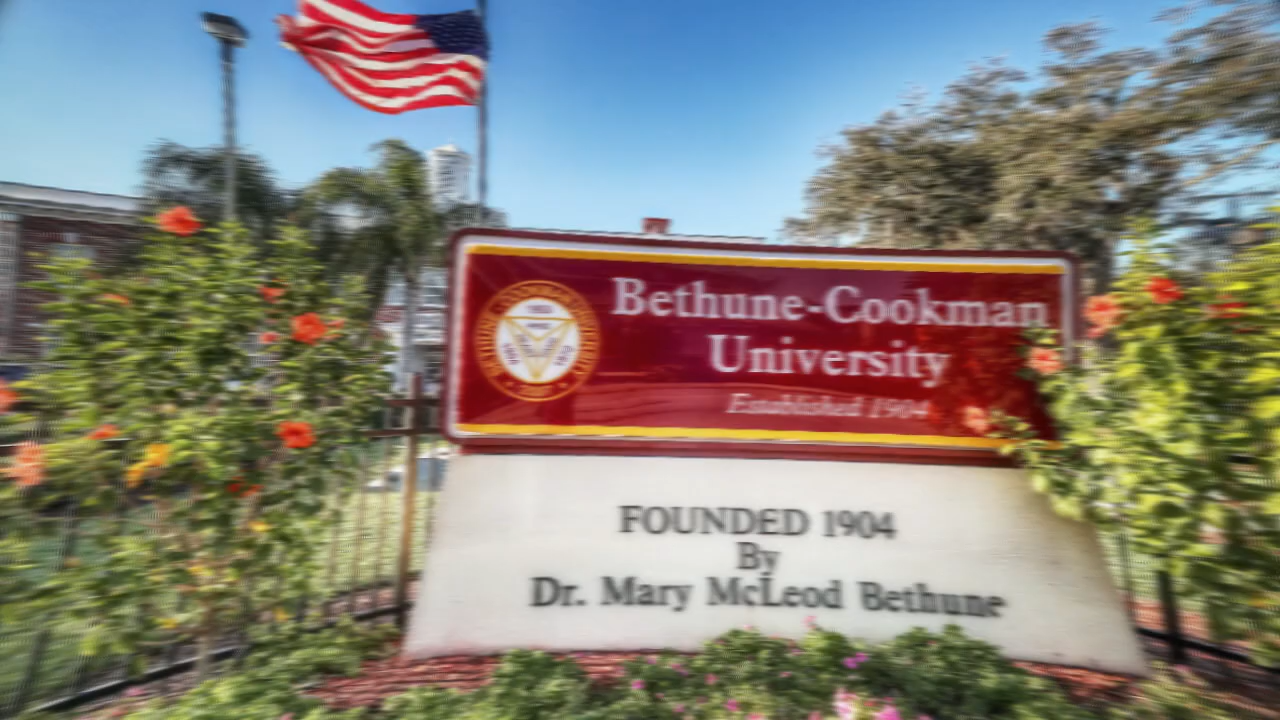 Bethune-Cookman
University
Established 1904
FOUNDED 1904
By
Dr. Mary McLeod Bethune